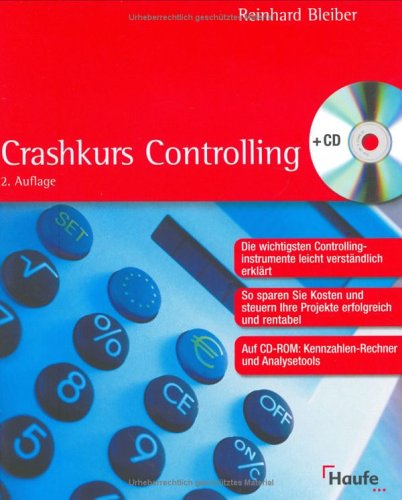 Urheberrechtlich geschütztes Material
Reinhard Bleiber
+CD
Crashkurs Controlling
2. Auflage
Die wichtigsten Controlling-
instrumente leicht verständlich
erklärt
So sparen Sie Kosten und
steuern Ihre Projekte erfolgreich
und rentabel
Auf CD-ROM: Kennzahlen-Rechner
und Analysetools
SET
√
%
€
8
9
CE
OFF
5
6
ON/C
Haufe
Urheberrechtlich geschütztes Material